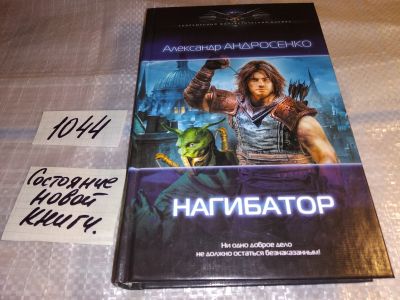 Александр АНДРОСЕНКО
1044
Состояние
новой
книги.
НАГИБАТОР
Ни одно доброе дело
не должно остаться безнаказанным!